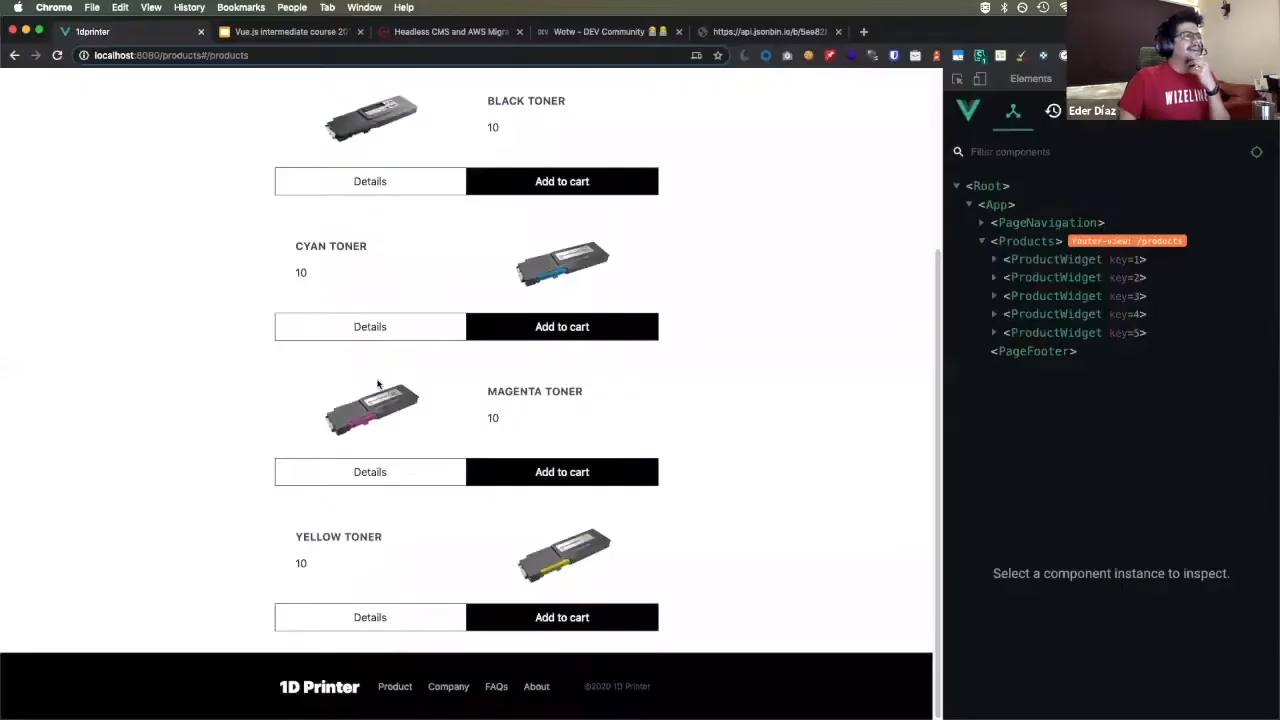 Chrome File Edit View History Bookmarks People Tab Window Help
1dprinter
Vue.js intermediate course 20
Headless CMS and AWS Migra
Wotw - DEV Community
https://api.jsonbin.io/b/5ee82
localhost:8080/products#/products
Elements
WIZELINE
Eder Díaz
Filter components
BLACK TONER
10
Details
Add to cart
CYAN TONER
10
Details
Add to cart
MAGENTA TONER
10
Details
Add to cart
YELLOW TONER
10
Details
Add to cart
<Root>
<App>
<PageNavigation>
<Products> router-view: /products
<ProductWidget key=1>
<ProductWidget key=2>
<ProductWidget key=3>
<ProductWidget key=4>
<ProductWidget key=5>
<PageFooter>
Select a component instance to inspect.
1D Printer Product Company FAQs About ©2020 1D Printer